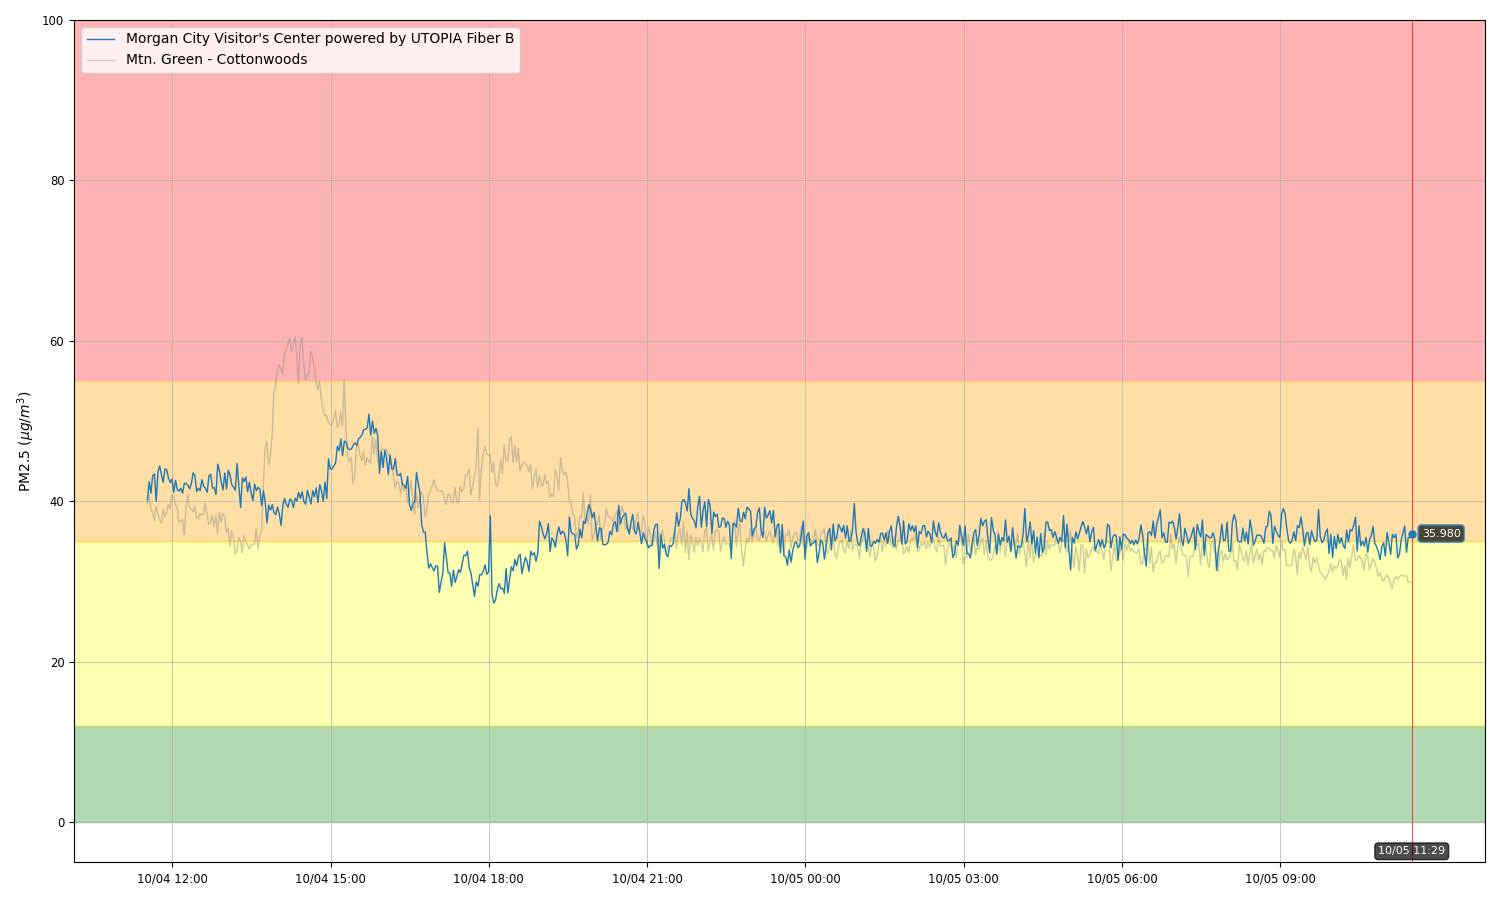 100
Morgan City Visitor's Center powered by UTOPIA Fiber B
Mtn. Green - Cottonwoods
80
60
PM2.5 (μg/m³)
40
35.980
20
0
10/05 11:29
10/04 12:00 10/04 15:00 10/04 18:00 10/04 21:00 10/05 00:00 10/05 03:00 10/05 06:00 10/05 09:00